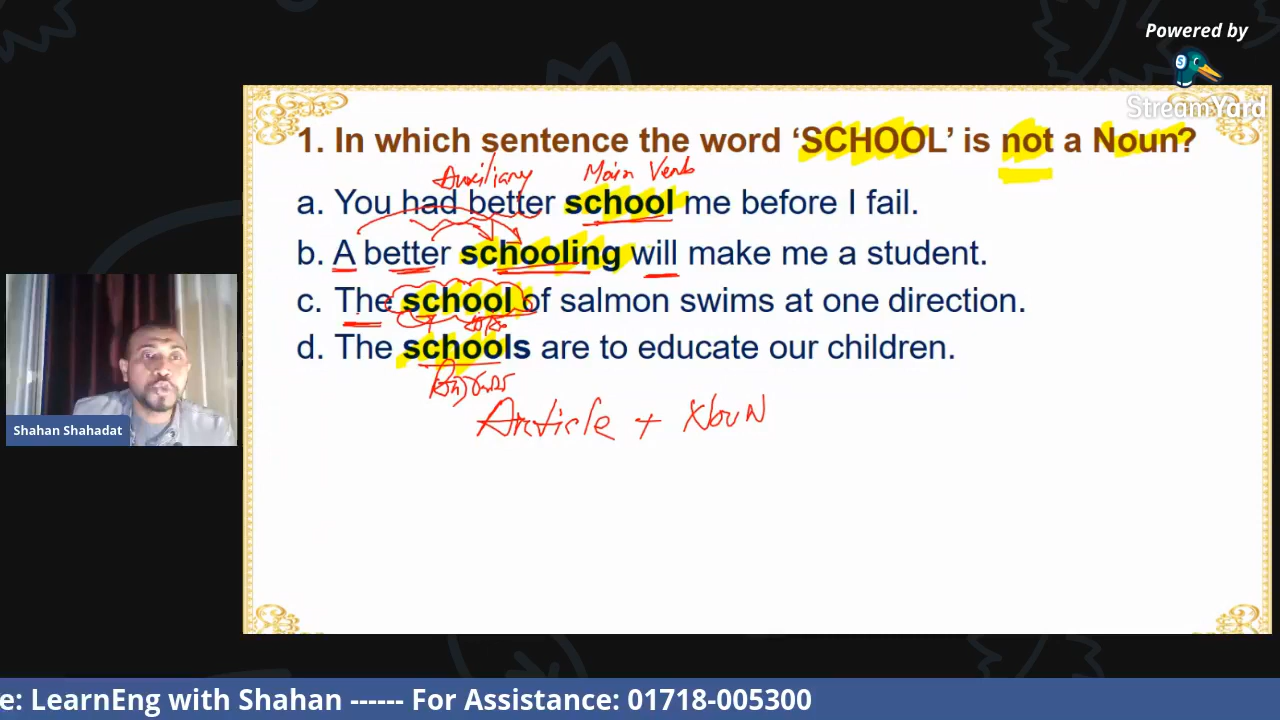 Powered by
StreamYard
1. In which sentence the word ‘SCHOOL’ is not a Noun?
Auxiliary Main Verb
a. You had better school me before I fail.
b. A better schooling will make me a student.
c. The school of salmon swims at one direction.
d. The schools are to educate our children.
Article + Noun
Shahan Shahadat
e: LearnEng with Shahan ------ For Assistance: 01718-005300